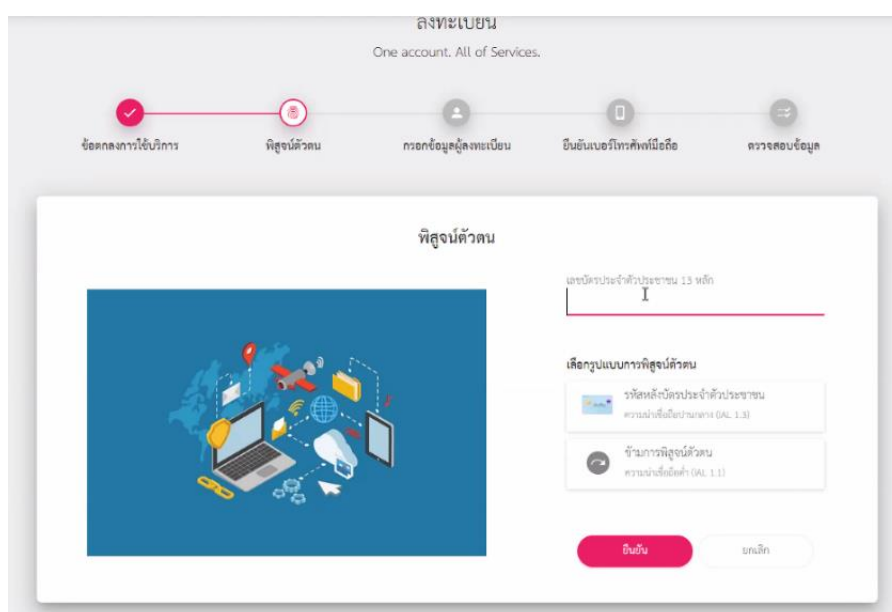 ลงทะเบียน
One account. All of Services.
ข้อตกลงการใช้บริการ
พิสูจน์ตัวตน
กรอกข้อมูลผู้ลงทะเบียน
ยืนยันเบอร์โทรศัพท์มือถือ
ตรวจสอบข้อมูล
พิสูจน์ตัวตน
เลขบัตรประจำตัวประชาชน 13 หลัก
เลือกรูปแบบการพิสูจน์ตัวตน
รหัสหลังบัตรประจำตัวประชาชน
ความน่าเชื่อถือปานกลาง (IAL 1.3)
ข้ามการพิสูจน์ตัวตน
ความน่าเชื่อถือต่ำ (IAL 1.1)
ยืนยัน
ยกเลิก